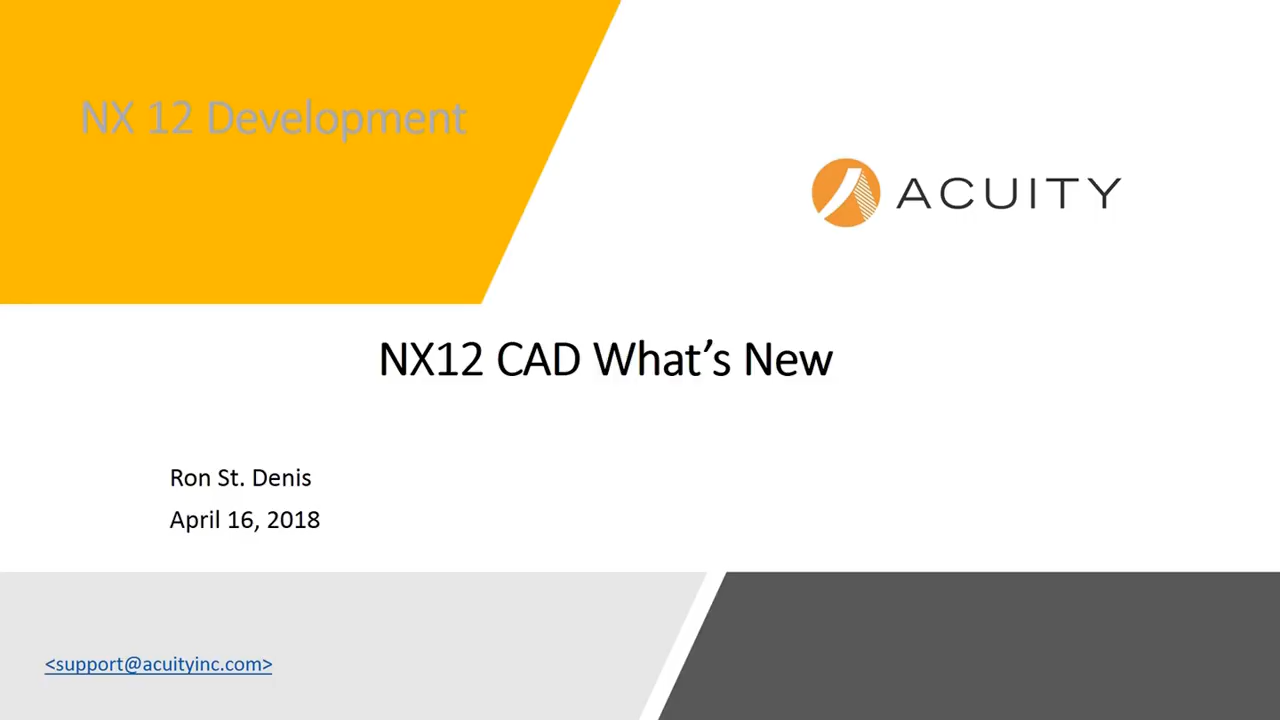 NX 12 Development
ACUITY
NX12 CAD What’s New
Ron St. Denis
April 16, 2018
<support@acuityinc.com>